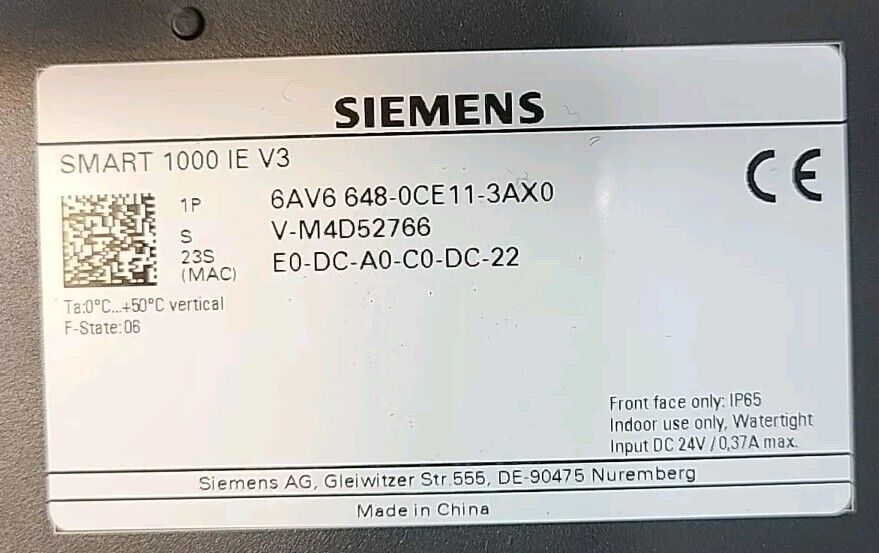 SIEMENS
SMART 1000 IE V3
1P 6AV6 648-0CE11-3AX0
S V-M4D52766
23S (MAC) E0-DC-A0-C0-DC-22
Ta:0°C...+50°C vertical
F-State: 06
CE
Front face only: IP65
Indoor use only, Watertight
Input DC 24V / 0,37A max.
Siemens AG, Gleiwitzer Str.555, DE-90475 Nuremberg
Made in China